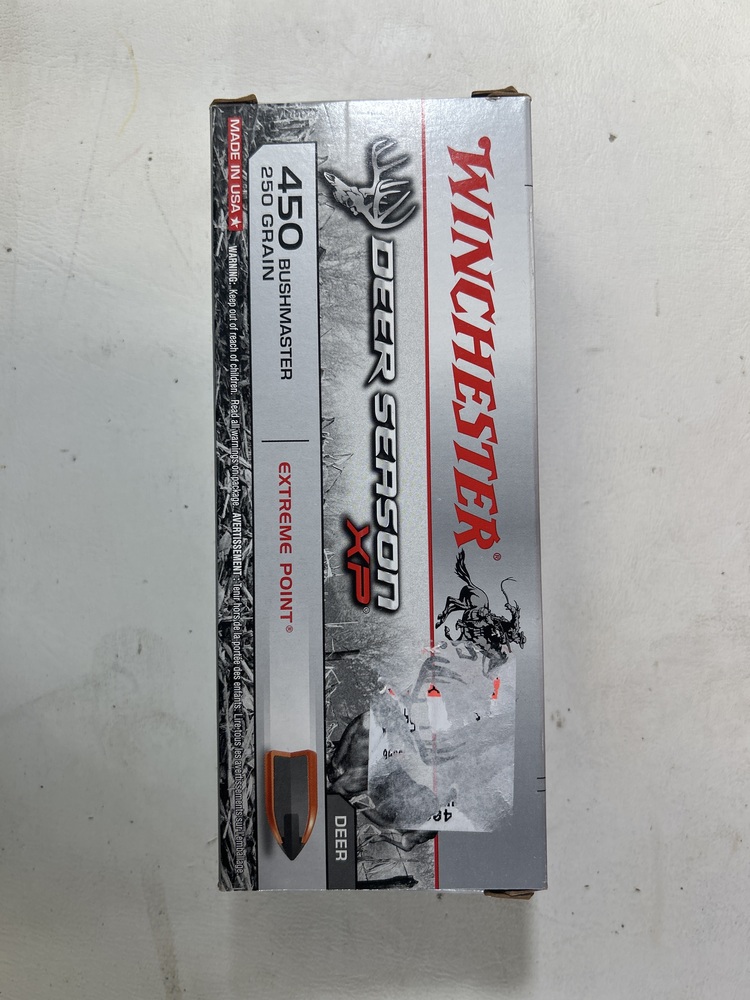 WINCHESTER®
DEER SEASON
XP®
450 BUSHMASTER
250 GRAIN
EXTREME POINT®
DEER
MADE IN USA ★
WARNING: Keep out of reach of children. Read all warnings on package. AVERTISSEMENT: Tenir hors de la portée des enfants. Lire tous les avertissements sur l'emballage